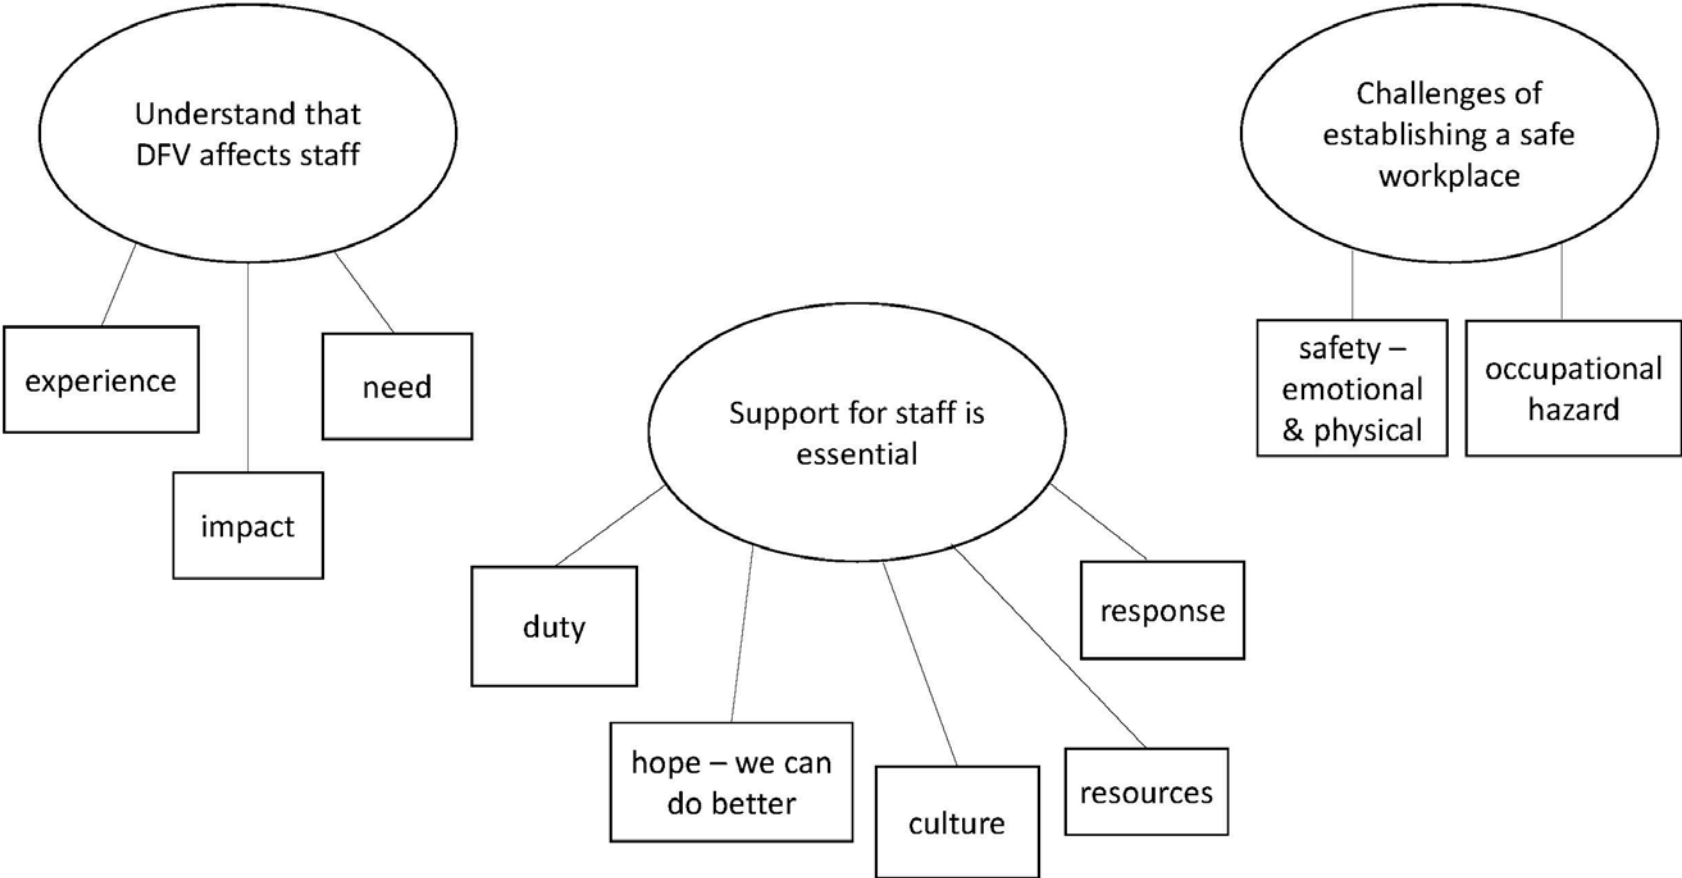 Understand that
DFV affects staff
experience
impact
need
Support for staff is
essential
duty
hope – we can
do better
culture
resources
response
Challenges of
establishing a safe
workplace
safety –
emotional
& physical
occupational
hazard